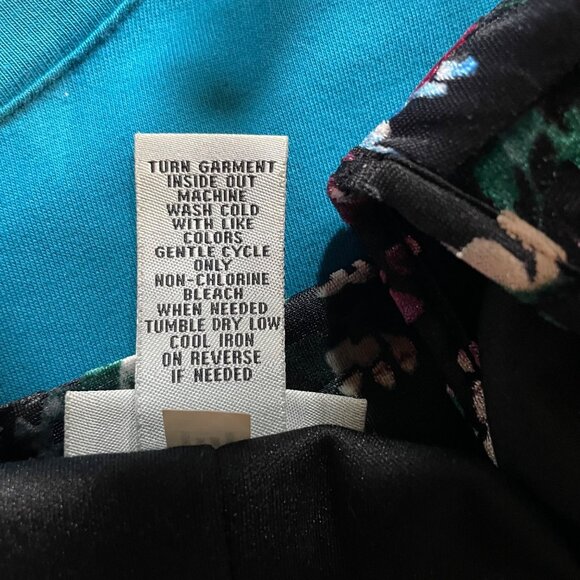 TURN GARMENT
INSIDE OUT
MACHINE
WASH COLD
WITH LIKE
COLORS
GENTLE CYCLE
ONLY
NON-CHLORINE
BLEACH
WHEN NEEDED
TUMBLE DRY LOW
COOL IRON
ON REVERSE
IF NEEDED